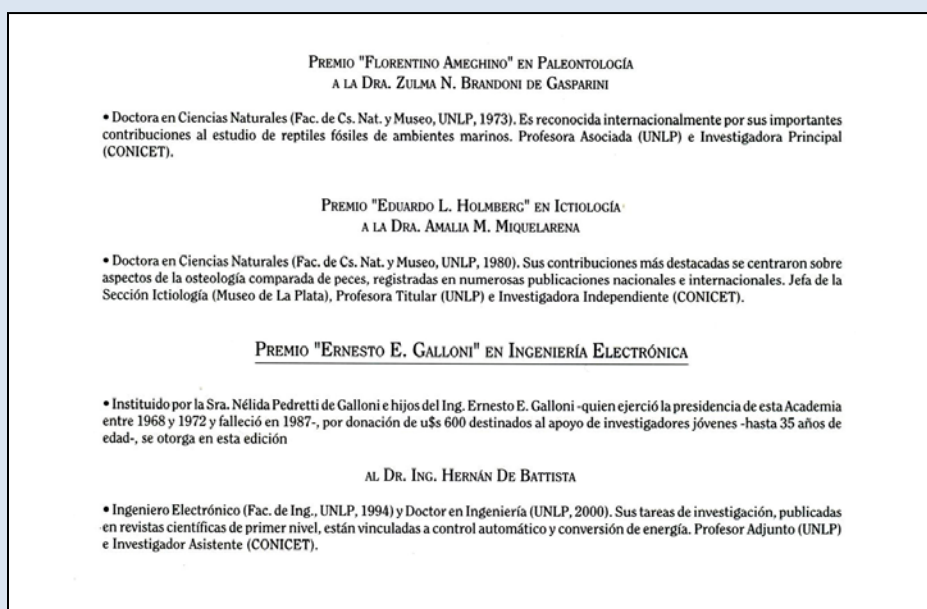 PREMIO "FLORENTINO AMEGHINO" EN PALEONTOLOGÍA
A LA DRA. ZULMA N. BRANDONI DE GASPARINI
• Doctora en Ciencias Naturales (Fac. de Cs. Nat. y Museo, UNLP, 1973). Es reconocida internacionalmente por sus importantes
contribuciones al estudio de reptiles fósiles de ambientes marinos. Profesora Asociada (UNLP) e Investigadora Principal
(CONICET).
PREMIO "EDUARDO L. HOLMBERG" EN ICTIOLOGÍA
A LA DRA. AMALIA M. MIQUELARENA
• Doctora en Ciencias Naturales (Fac. de Cs. Nat. y Museo, UNLP, 1980). Sus contribuciones más destacadas se centraron sobre
aspectos de la osteología comparada de peces, registradas en numerosas publicaciones nacionales e internacionales. Jefa de la
Sección Ictiología (Museo de La Plata), Profesora Titular (UNLP) e Investigadora Independiente (CONICET).
PREMIO "ERNESTO E. GALLONI" EN INGENIERÍA ELECTRÓNICA
• Instituido por la Sra. Nélida Pedretti de Galloni e hijos del Ing. Ernesto E. Galloni -quien ejerció la presidencia de esta Academia
entre 1968 y 1972 y falleció en 1987-, por donación de u$s 600 destinados al apoyo de investigadores jóvenes -hasta 35 años de
edad-, se otorga en esta edición
AL DR. ING. HERNÁN DE BATTISTA
• Ingeniero Electrónico (Fac. de Ing., UNLP, 1994) y Doctor en Ingeniería (UNLP, 2000). Sus tareas de investigación, publicadas
en revistas científicas de primer nivel, están vinculadas a control automático y conversión de energía. Profesor Adjunto (UNLP)
e Investigador Asistente (CONICET).